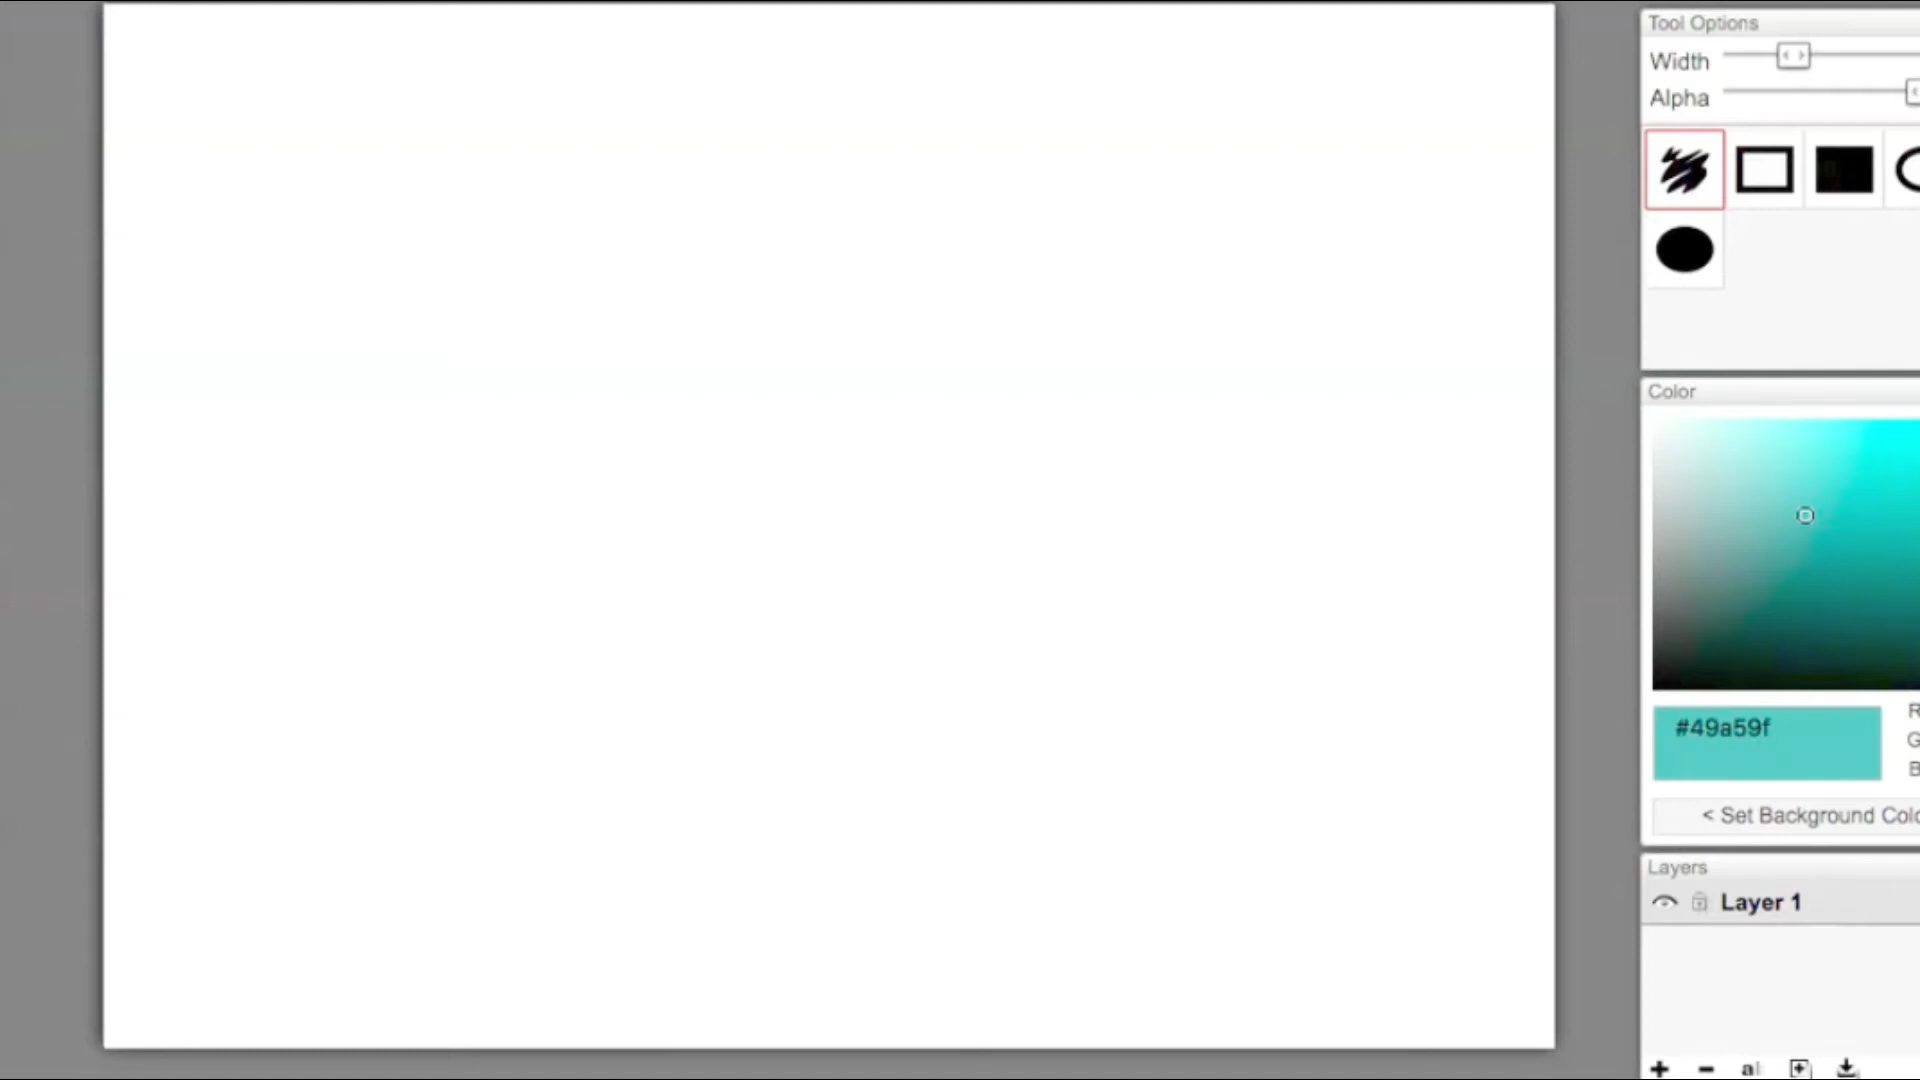 Tool Options
Width
Alpha
Color
#49a59f
R
G
B
< Set Background Colo
Layers
Layer 1
a